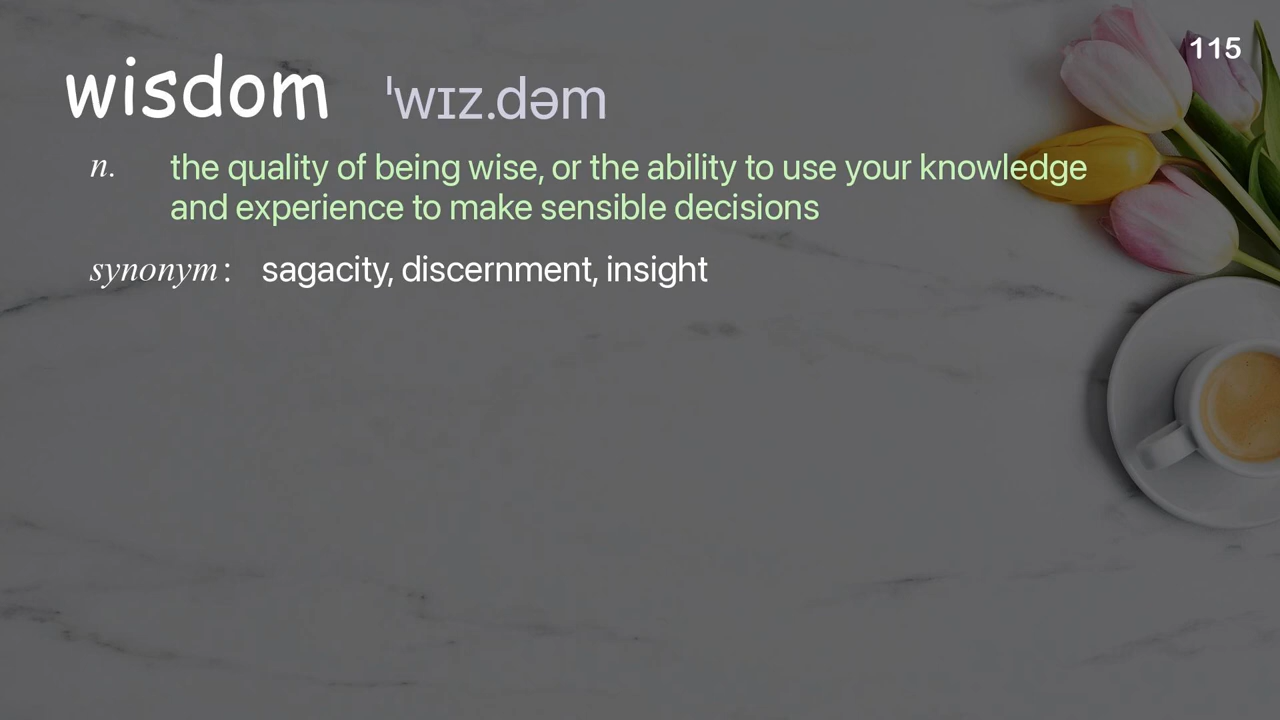 115
wisdom ˈwɪz.dəm
n. the quality of being wise, or the ability to use your knowledge
and experience to make sensible decisions
synonym: sagacity, discernment, insight